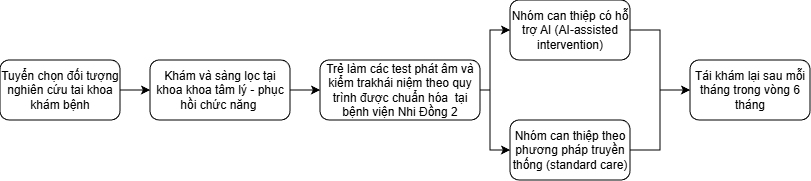 Tuyển chọn đối tượng
nghiên cứu tai khoa
khám bệnh
Khám và sàng lọc tại
khoa khoa tâm lý - phục
hồi chức năng
Trẻ làm các test phát âm và
kiểm trakhái niệm theo quy
trình được chuẩn hóa tại
bệnh viện Nhi Đồng 2
Nhóm can thiệp có hỗ
trợ AI (AI-assisted
intervention)
Nhóm can thiệp theo
phương pháp truyền
thống (standard care)
Tái khám lại sau mỗi
tháng trong vòng 6
tháng